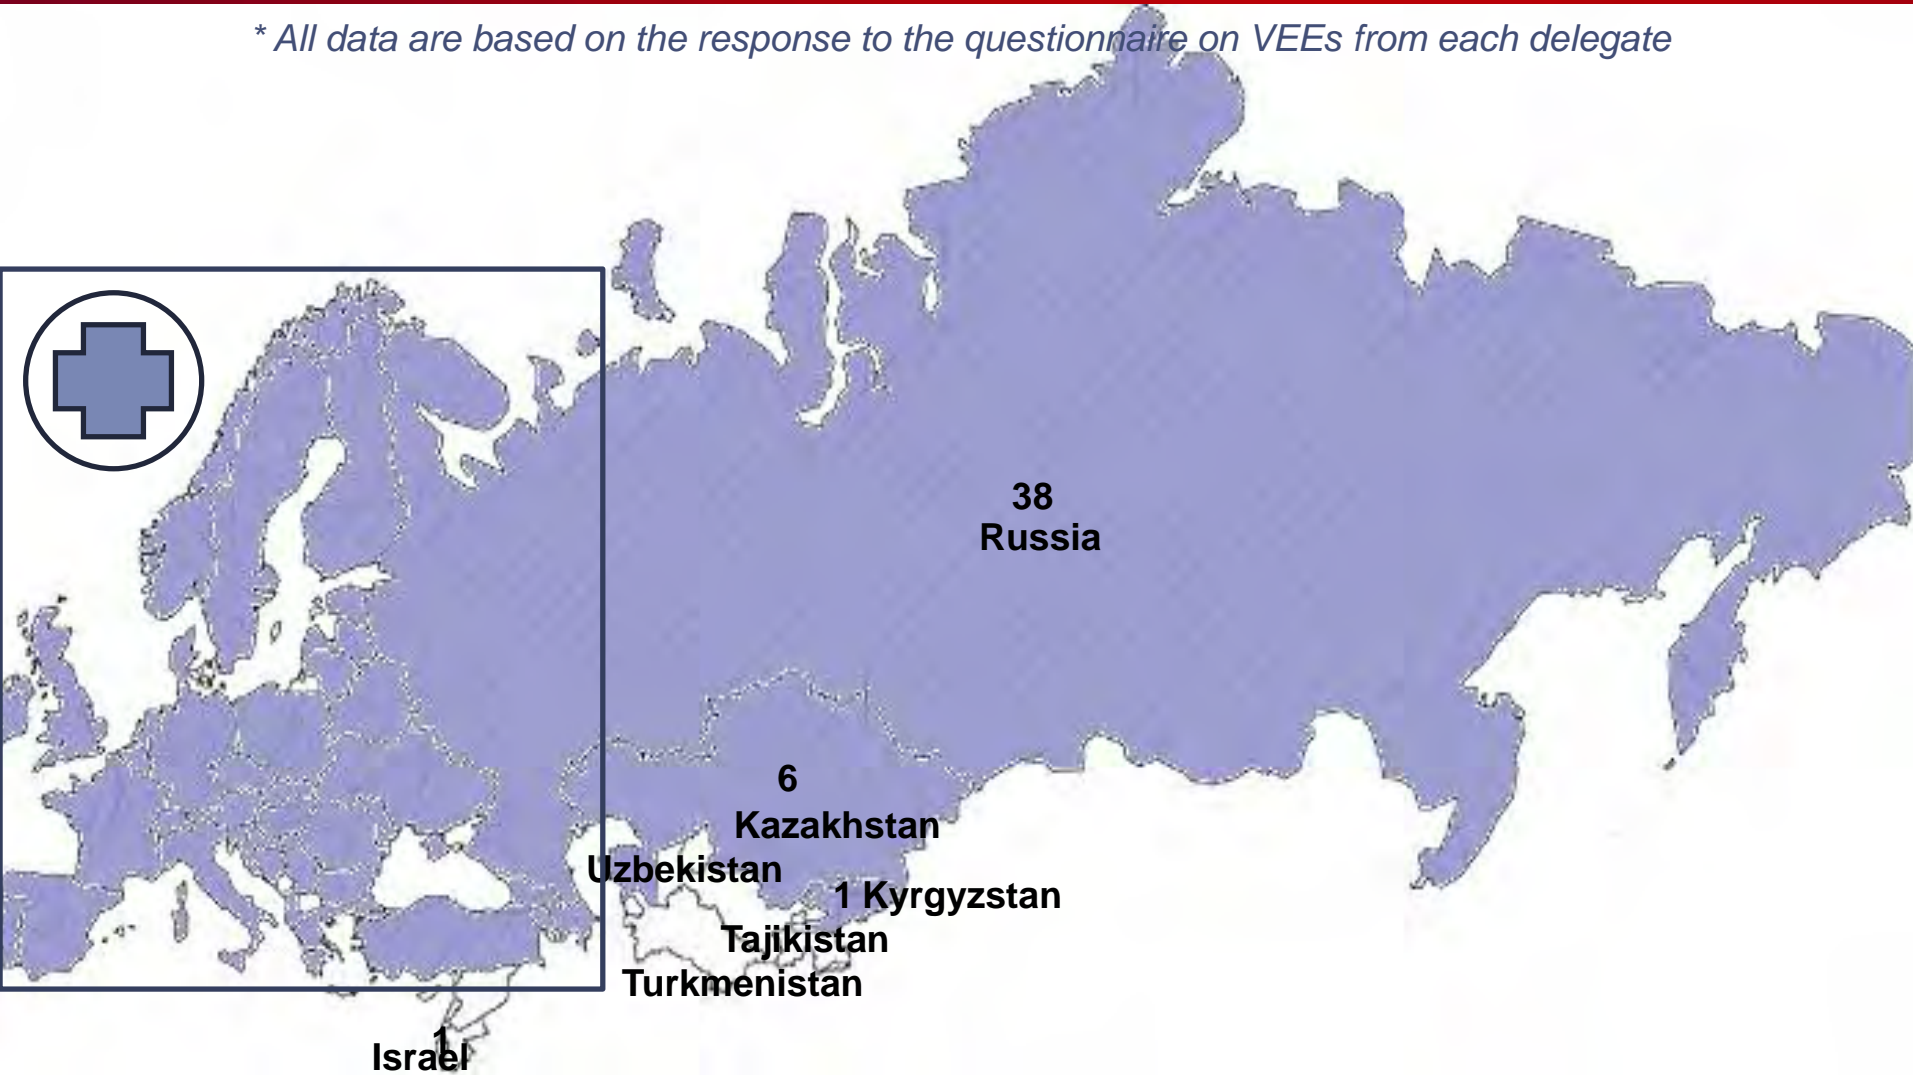 * All data are based on the response to the questionnaire on VEEs from each delegate
38
Russia
6
Kazakhstan
Uzbekistan
1 Kyrgyzstan
Tajikistan
Turkmenistan
1
Israel